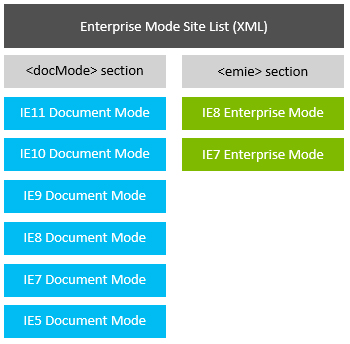 Enterprise Mode Site List (XML)
<docMode> section
<emie> section
IE11 Document Mode
IE8 Enterprise Mode
IE10 Document Mode
IE7 Enterprise Mode
IE9 Document Mode
IE8 Document Mode
IE7 Document Mode
IE5 Document Mode